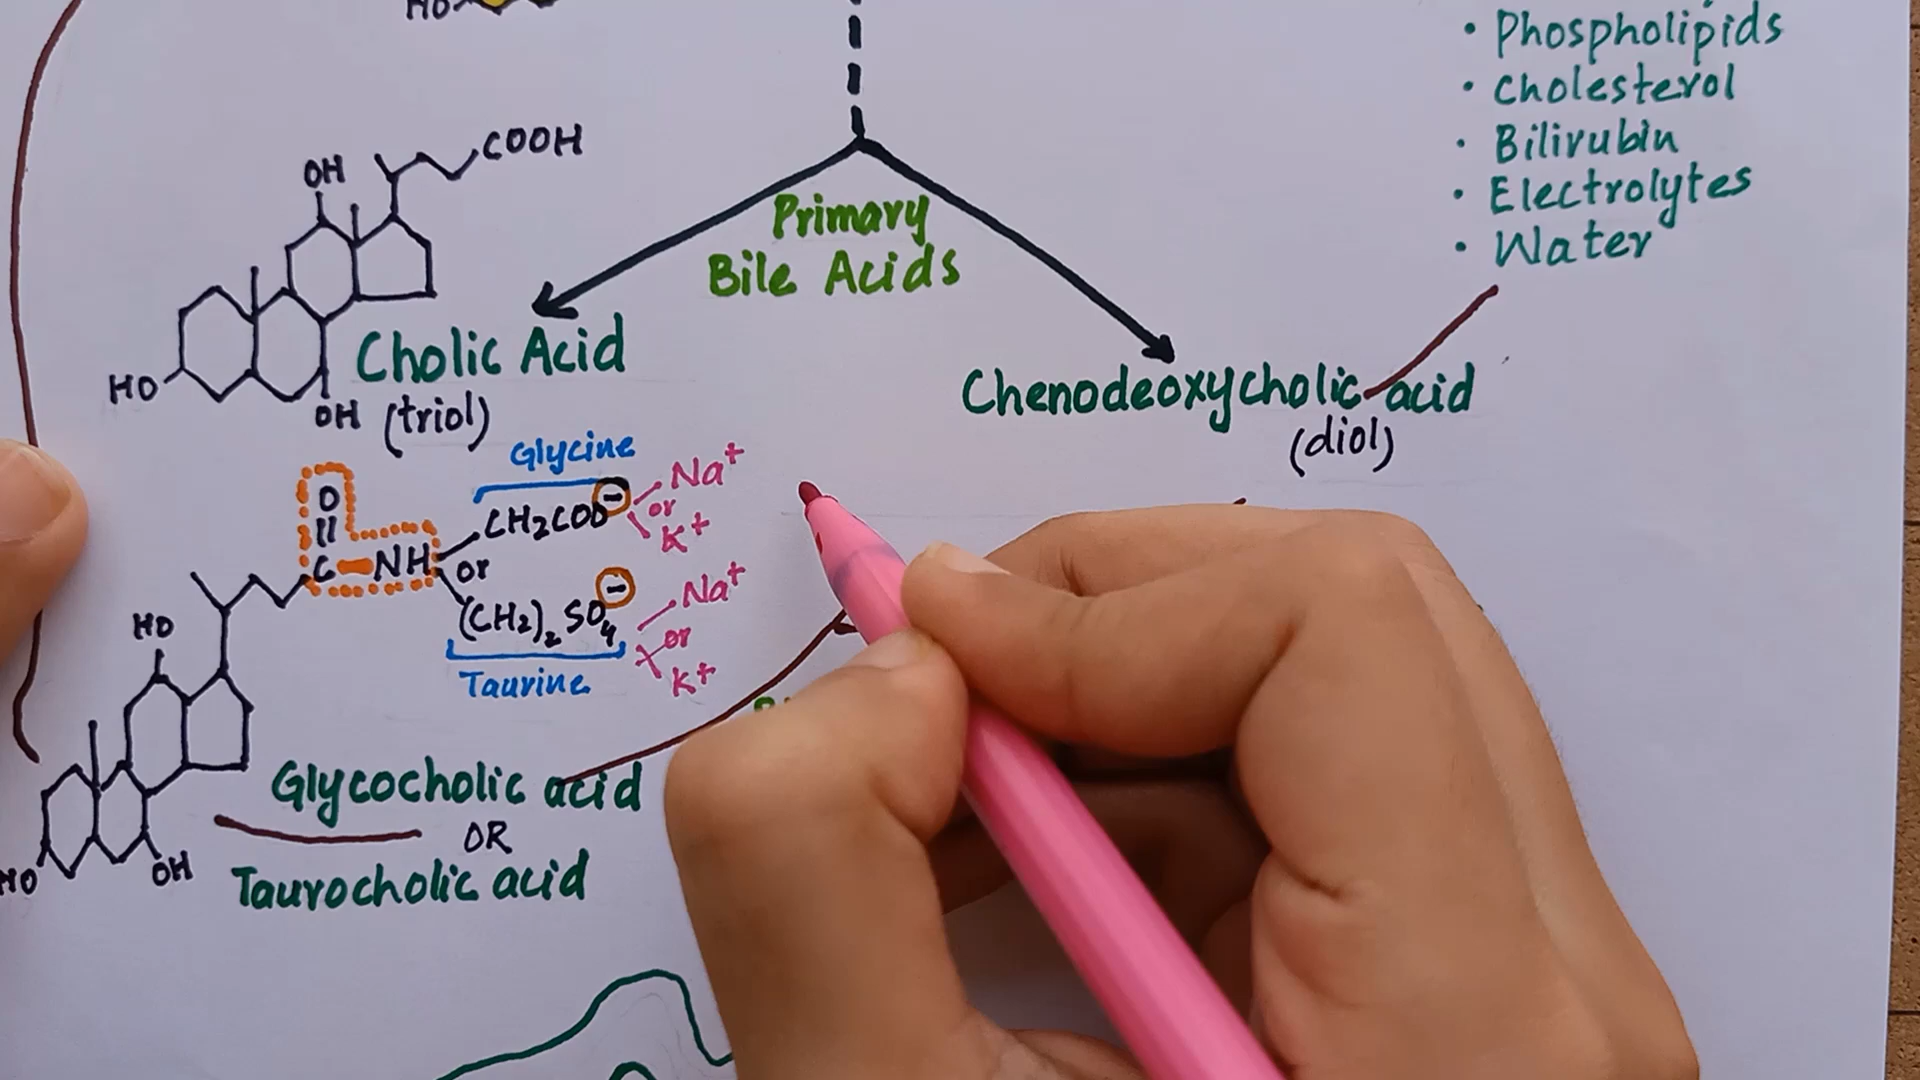 HO
• Phospholipids
• Cholesterol
• Bilirubin
• Electrolytes
• Water
COOH
OH
Primary
Bile Acids
HO
OH
Cholic Acid
(triol)
Chenodeoxycholic acid
(diol)
Glycine
O
||
C-NH
CH2COO-
Na+
or
K+
or
(CH2)2 SO4-
Na+
or
K+
Taurine
HO
HO
OH
Glycocholic acid
OR
Taurocholic acid